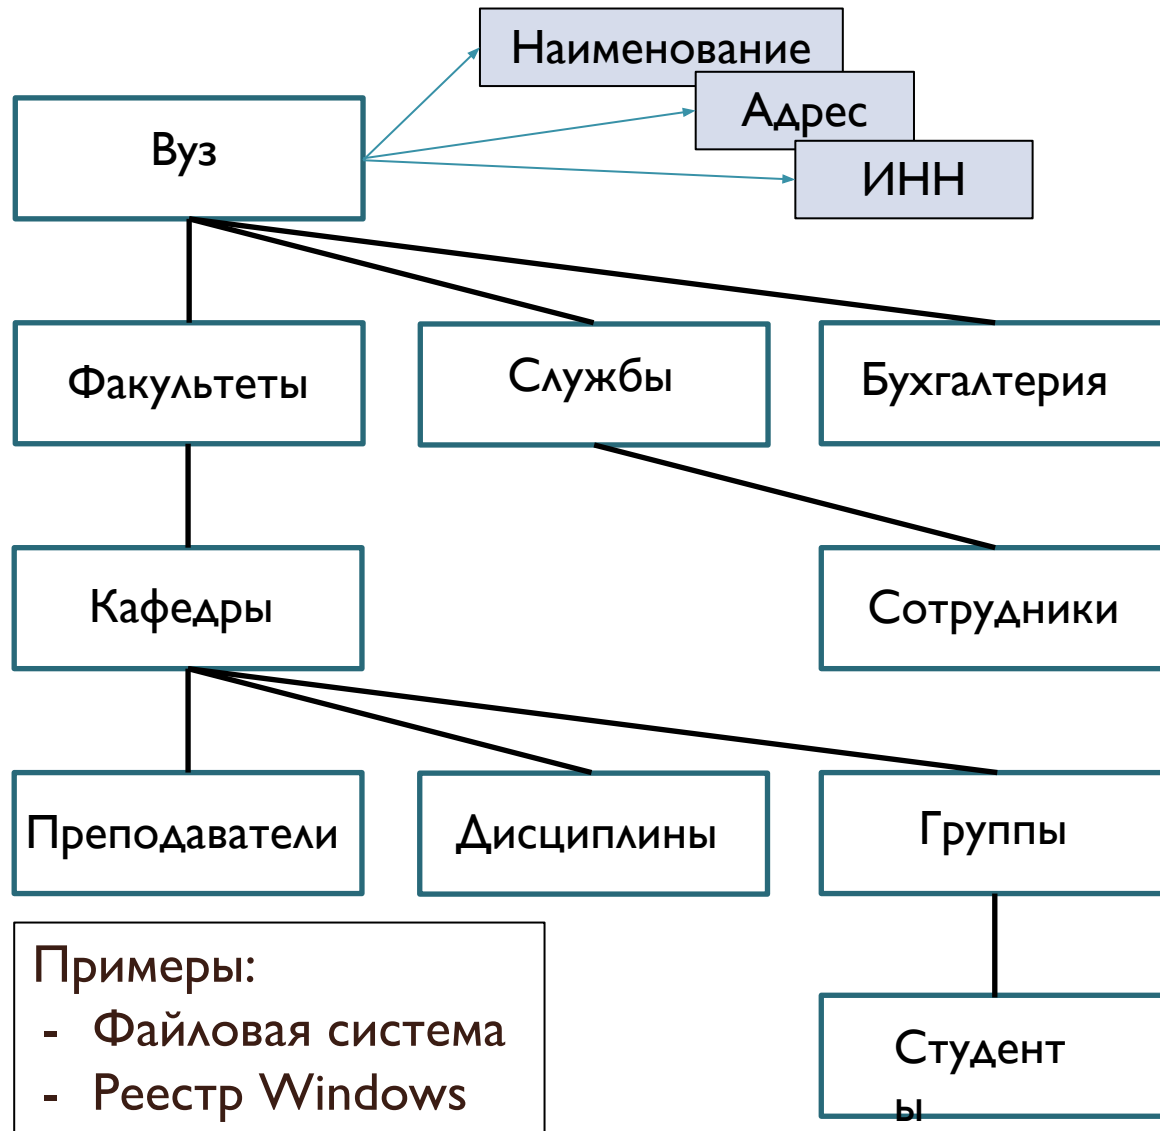 Наименование
Адрес
ИНН
Вуз
Факультеты
Службы
Бухгалтерия
Кафедры
Сотрудники
Преподаватели
Дисциплины
Группы
Примеры:
- Файловая система
- Реестр Windows
Студент
ы